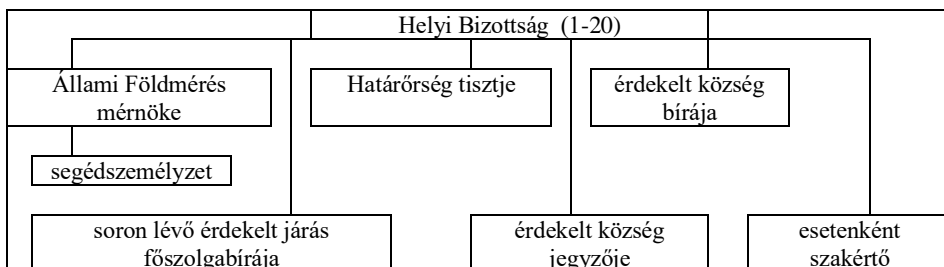 Helyi Bizottság (1-20)
Állami Földmérés
mérnöke
Határőrség tisztje
érdekelt község
bírája
segédszemélyzet
soron lévő érdekelt járás
főszolgabírája
érdekelt község
jegyzője
esetenként
szakértő